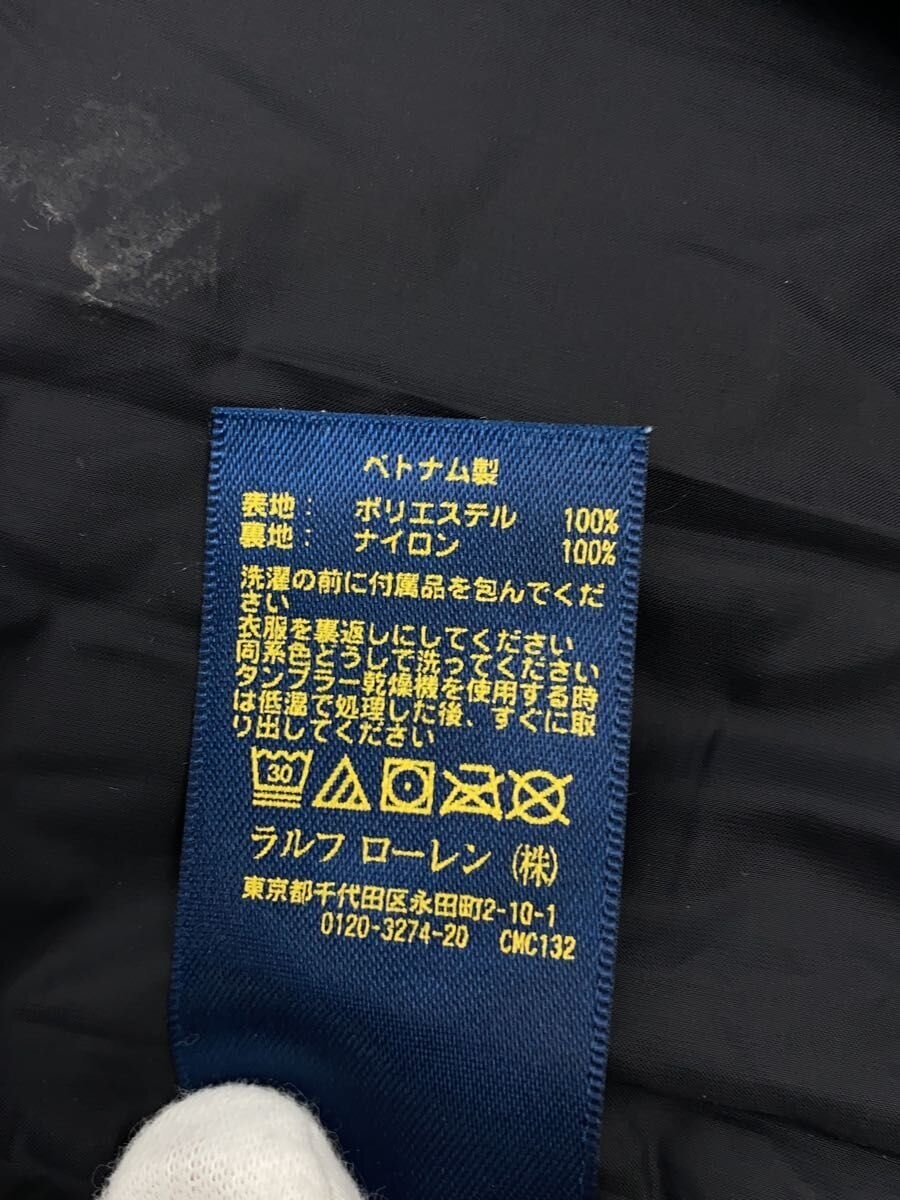 ベトナム製
表地： ポリエステル 100%
裏地： ナイロン 100%
洗濯の前に付属品を包んでくだ
さい
衣服を裏返しにしてください
同系色どうしで洗ってください
タンブラー乾燥機を使用する時
は低温で処理した後、すぐに取
り出してください
30
ラルフ ローレン（株）
東京都千代田区永田町2-10-1
0120-3274-20 CMC132